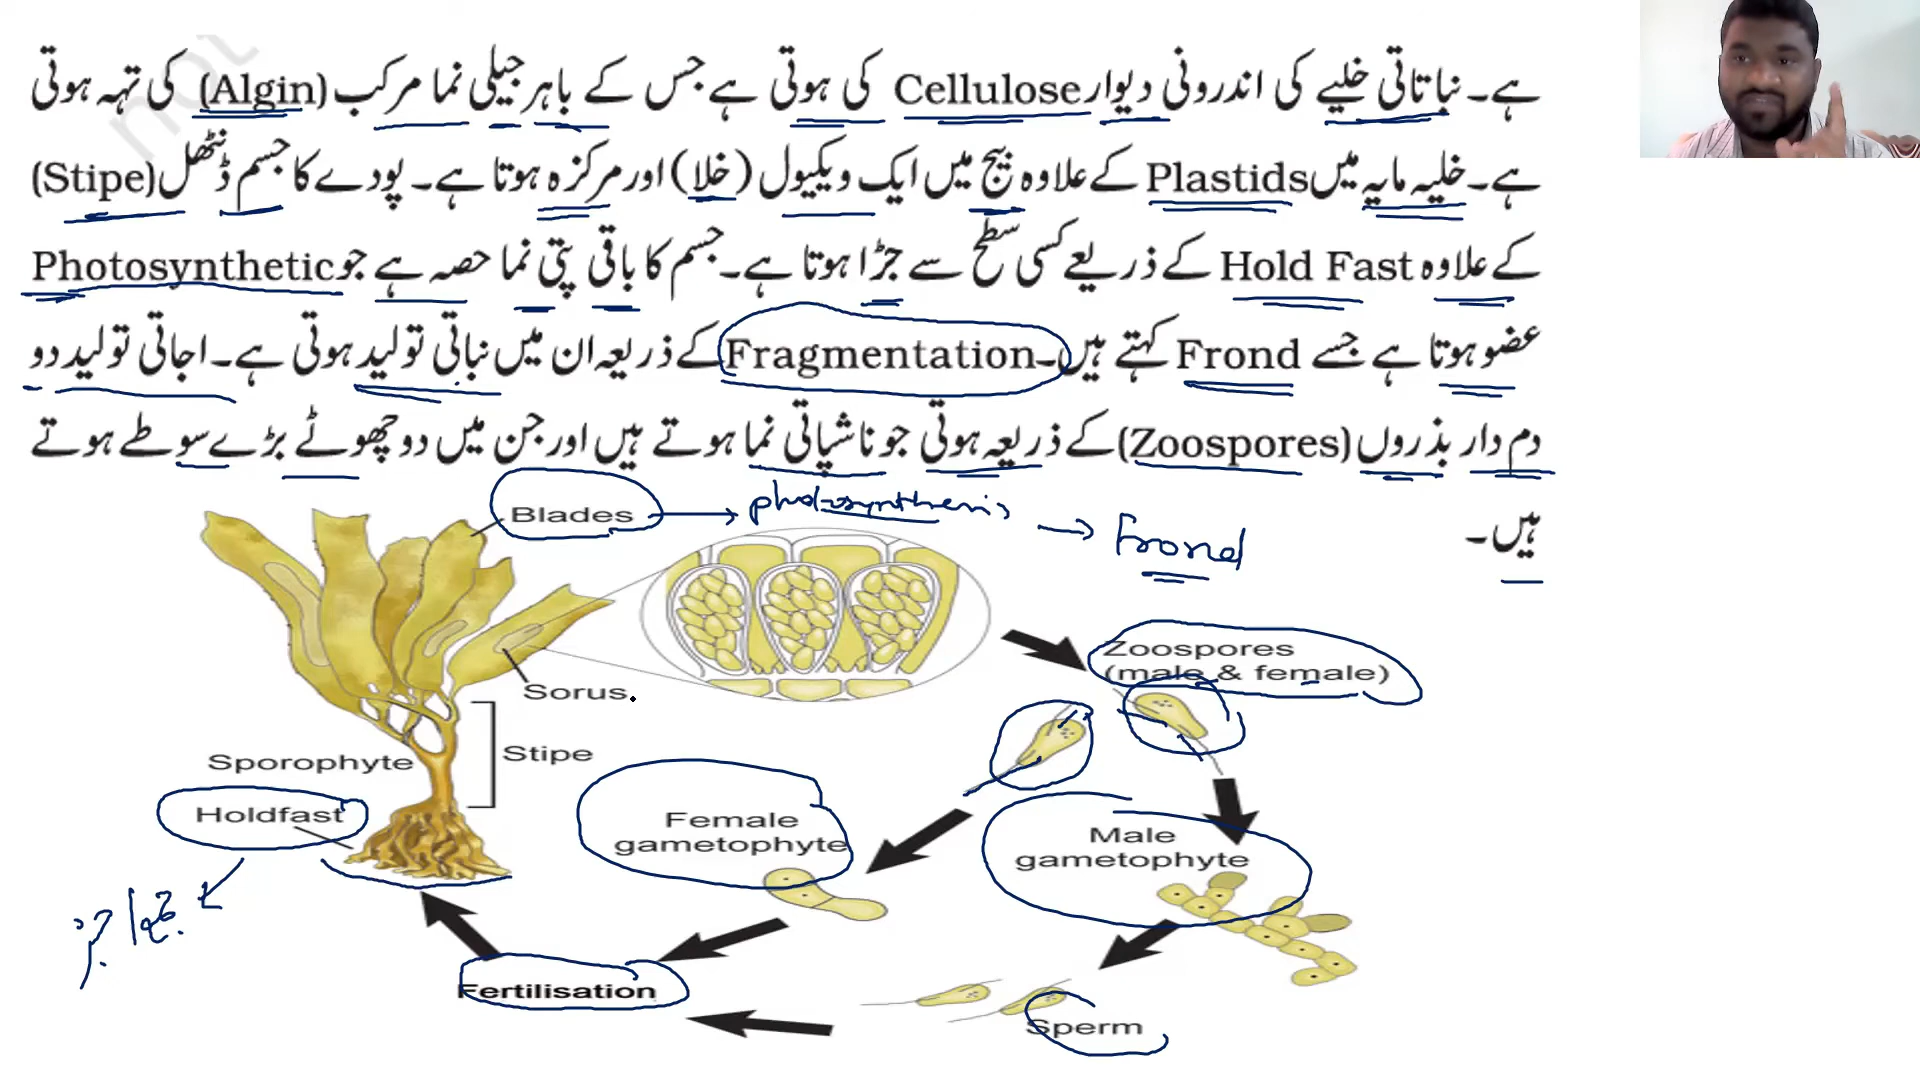 not
ہے۔ نباتاتی خلیے کی اندرونی دیوار Cellulose کی ہوتی ہے جس کے باہر جیلی نما مرکب (Algin) کی تہہ ہوتی
ہے۔ خلیہ مایہ میں Plastids کے علاوہ بیچ میں ایک ویکیول (خلا) اور مرکزہ ہوتا ہے۔ پودے کا جسم ڈنٹھل (Stipe)
کے علاوہ Hold Fast کے ذریعے کسی سطح سے جڑا ہوتا ہے۔ جسم کا باقی پتی نما حصہ ہے جو Photosynthetic
عضو ہوتا ہے جسے Frond کہتے ہیں۔ Fragmentation کے ذریعہ ان میں نباتی تولید ہوتی ہے۔ اجاتی تولید دو
دم دار بذروں (Zoospores) کے ذریعہ ہوتی جو ناشپاتی نما ہوتے ہیں اور جن میں دو چھوٹے بڑے سوطے ہوتے
ہیں۔
Blades
photosynthesis
Frond
Zoospores
(male & female)
Sorus
Stipe
Sporophyte
Holdfast
Female
gametophyte
Male
gametophyte
Fertilisation
Sperm